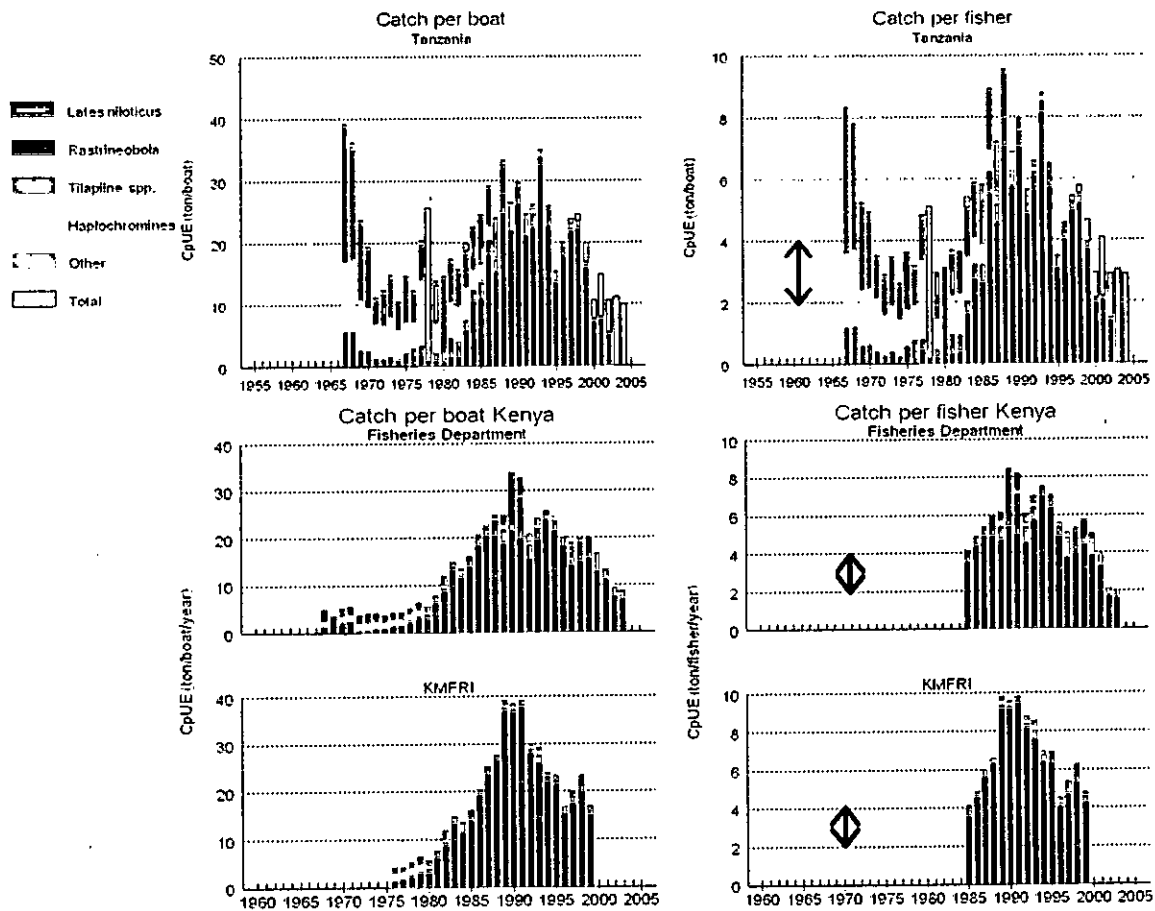 Catch per boat
Tanzania
Catch per fisher
Tanzania
Lates niloticus
Rastrineobola
Tilapiine spp.
Haplochromines
Other
Total
CpUE (ton/boat)
50
40
30
20
10
0
1955 1960 1965 1970 1975 1980 1985 1990 1995 2000 2005
CpUE (ton/boat)
10
8
6
4
2
0
1955 1960 1965 1970 1975 1980 1985 1990 1995 2000 2005
Catch per boat Kenya
Fisheries Department
40
30
20
10
0
Catch per fisher Kenya
Fisheries Department
10
8
6
4
2
0
CpUE (ton/boat/year)
KMFRI
40
30
20
10
0
1960 1965 1970 1975 1980 1985 1990 1995 2000 2005
CpUE (ton/fisher/year)
KMFRI
10
8
6
4
2
0
1960 1965 1970 1975 1980 1985 1990 1995 2000 2005